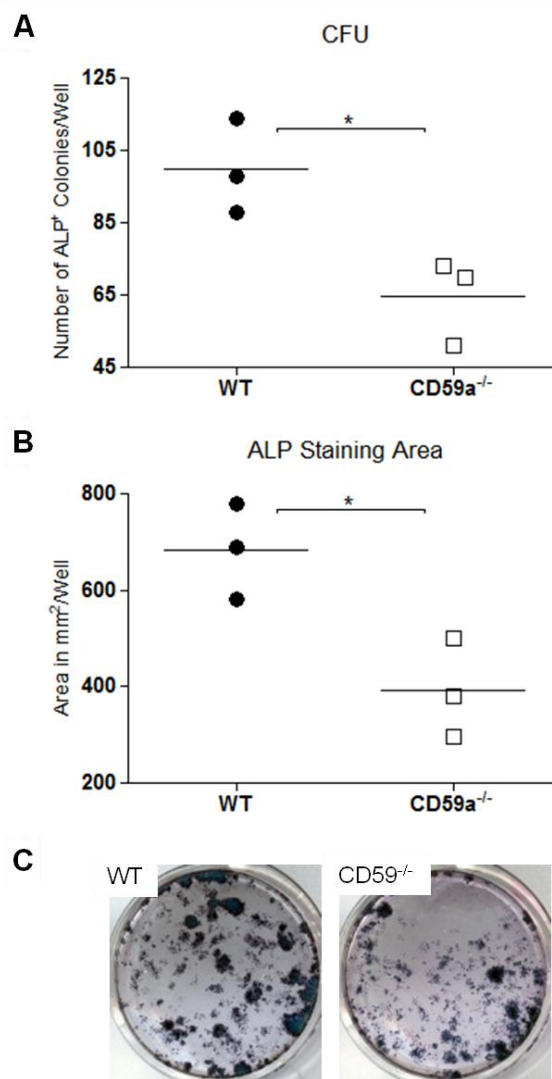 A
CFU
Number of ALP⁺ Colonies/Well
125
105
85
65
45
*
WT
CD59a⁻/⁻
B
ALP Staining Area
Area in mm²/Well
800
600
400
200
*
WT
CD59a⁻/⁻
C
WT
CD59⁻/⁻